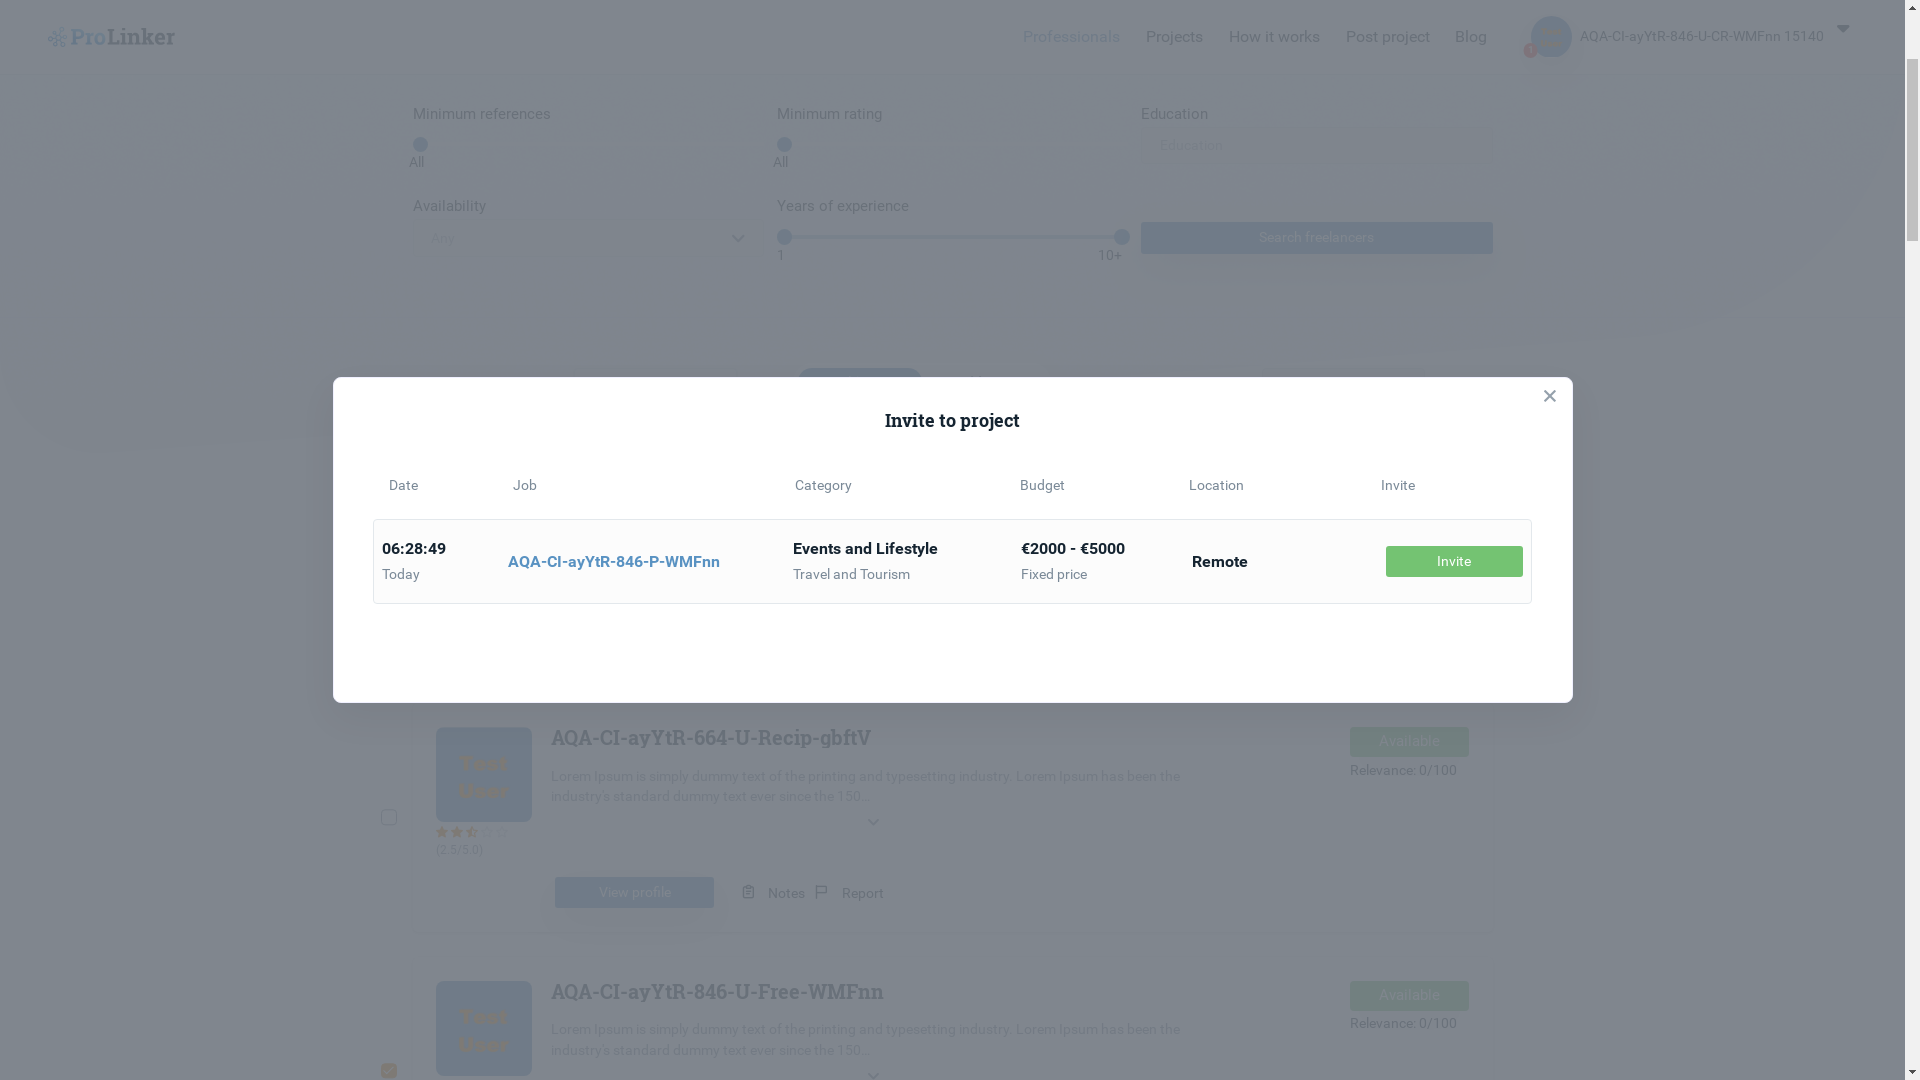 ProLinker
Professionals Projects How it works Post project Blog
1
AQA-CI-ayYtR-846-U-CR-WMFnn 15140
Minimum references Minimum rating Education
All All Education
Availability Years of experience
Any Search freelancers
1 10+
Invite to project
Date Job Category Budget Location Invite
06:28:49 Events and Lifestyle €2000 - €5000
AQA-CI-ayYtR-846-P-WMFnn Remote Invite
Today Travel and Tourism Fixed price
AQA-CI-ayYtR-664-U-Recip-gbftV Available
Test
User
Relevance: 0/100
Lorem Ipsum is simply dummy text of the printing and typesetting industry. Lorem Ipsum has been the
industry's standard dummy text ever since the 150...
(2.5/5.0)
View profile Notes Report
AQA-CI-ayYtR-846-U-Free-WMFnn Available
Test
User
Relevance: 0/100
Lorem Ipsum is simply dummy text of the printing and typesetting industry. Lorem Ipsum has been the
industry's standard dummy text ever since the 150...